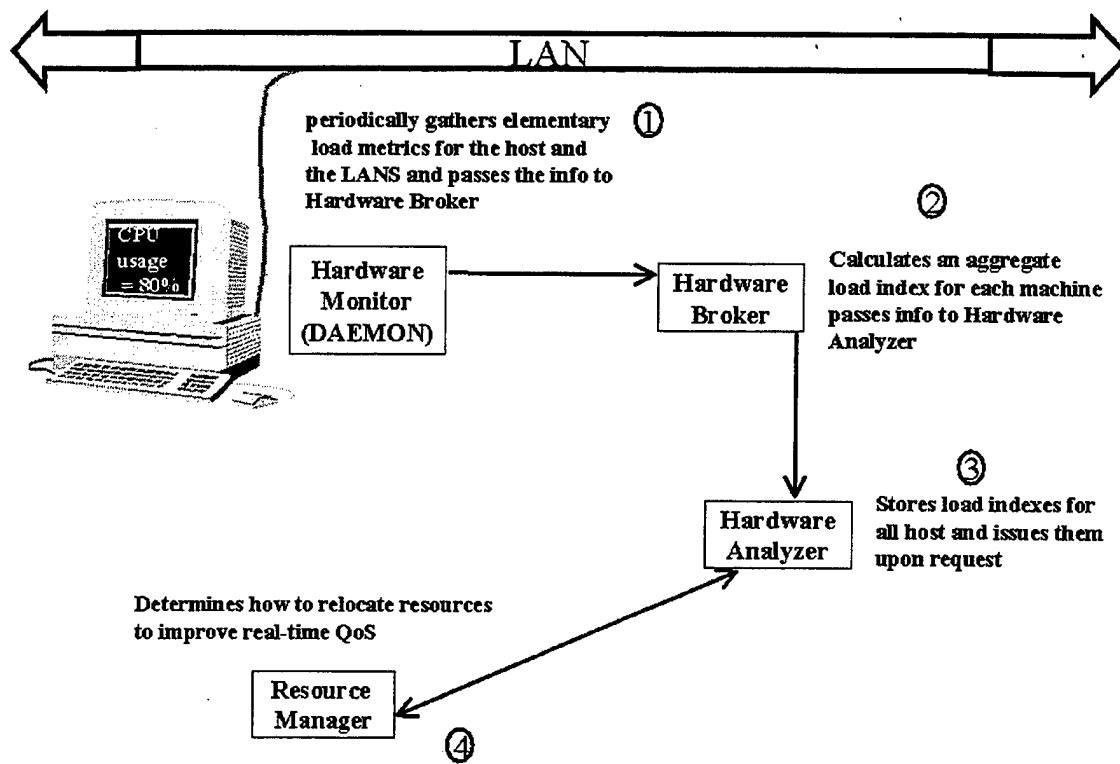 LAN
periodically gathers elementary
load metrics for the host and
the LANS and passes the info to
Hardware Broker
1
CPU
usage
= 80%
Hardware
Monitor
(DAEMON)
Hardware
Broker
2
Calculates an aggregate
load index for each machine
passes info to Hardware
Analyzer
3
Hardware
Analyzer
Stores load indexes for
all host and issues them
upon request
Determines how to relocate resources
to improve real-time QoS
Resource
Manager
4